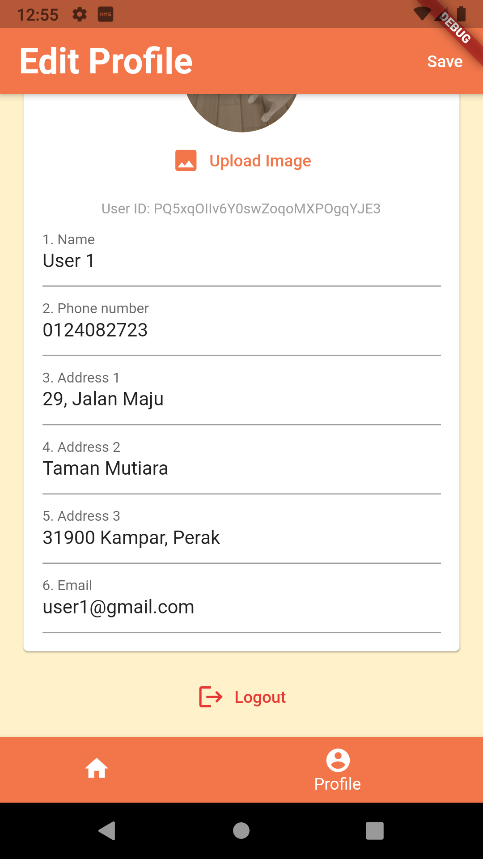 12:55
DEBUG
Edit Profile
Save
Upload Image
User ID: PQ5xqOIIv6Y0swZoqoMXPOgqYJE3
1. Name
User 1
2. Phone number
0124082723
3. Address 1
29, Jalan Maju
4. Address 2
Taman Mutiara
5. Address 3
31900 Kampar, Perak
6. Email
user1@gmail.com
Logout
Profile